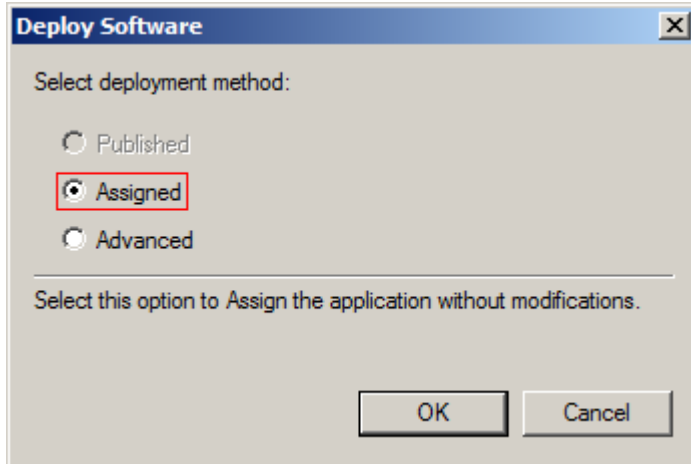 Deploy Software
Select deployment method:
Published
Assigned
Advanced
Select this option to Assign the application without modifications.
OK
Cancel